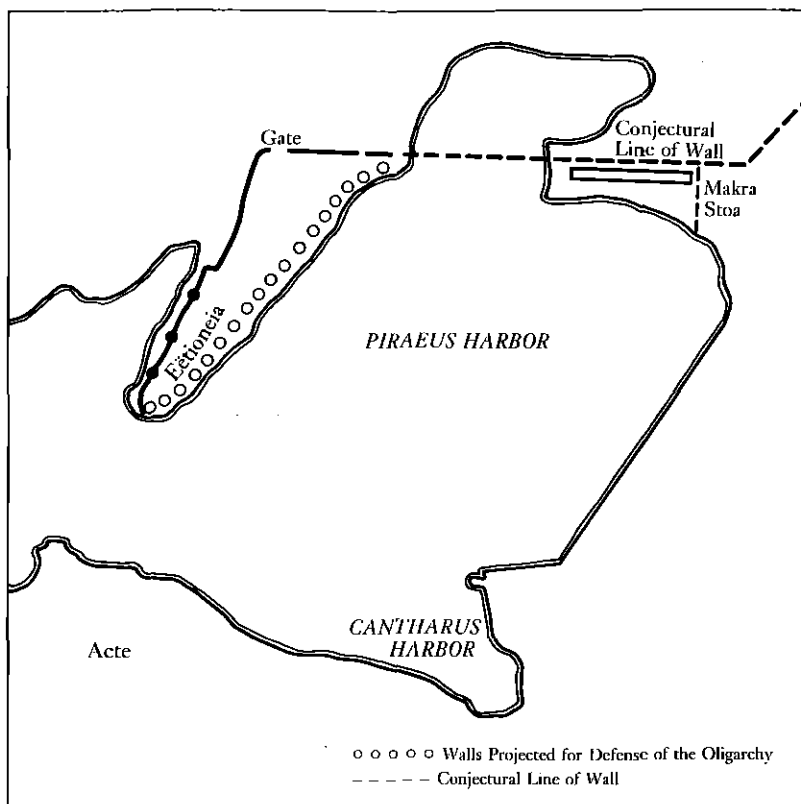 Gate
Conjectural
Line of Wall
Makra
Stoa
Eëtioneia
PIRAEUS HARBOR
CANTHARUS
HARBOR
Acte
Walls Projected for Defense of the Oligarchy
Conjectural Line of Wall